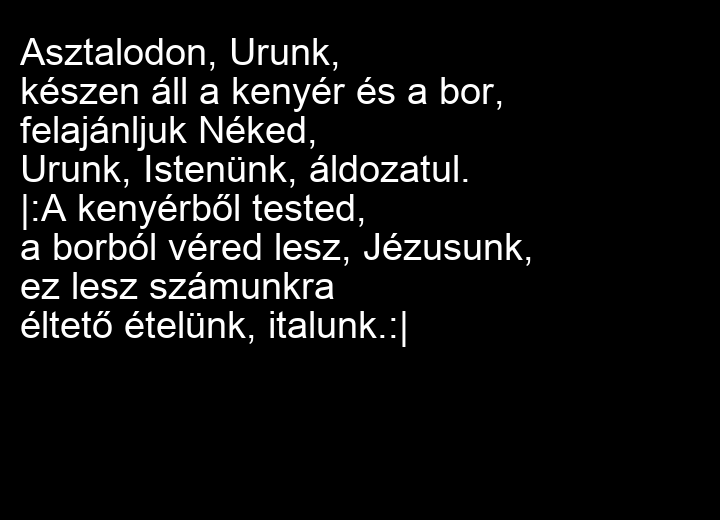 Asztalodon, Urunk,
készen áll a kenyér és a bor,
felajánljuk Néked,
Urunk, Istenünk, áldozatul.
|:A kenyérből tested,
a borból véred lesz, Jézusunk,
ez lesz számunkra
éltető ételünk, italunk.:|